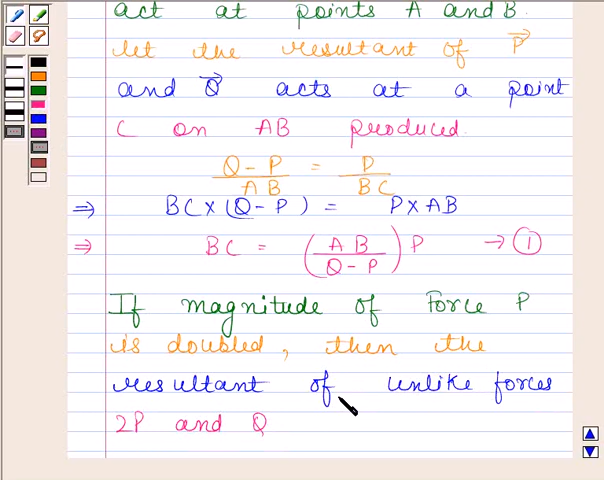 act at points A and B.
let the resultant of P⃗
and Q⃗ acts at a point
C on AB produced.
Q-P/AB = P/BC
⇒ BC×(Q-P) = P×AB
⇒ BC = (AB/Q-P) P → ①
If magnitude of Force P
is doubled, then the
resultant of unlike forces
2P and Q